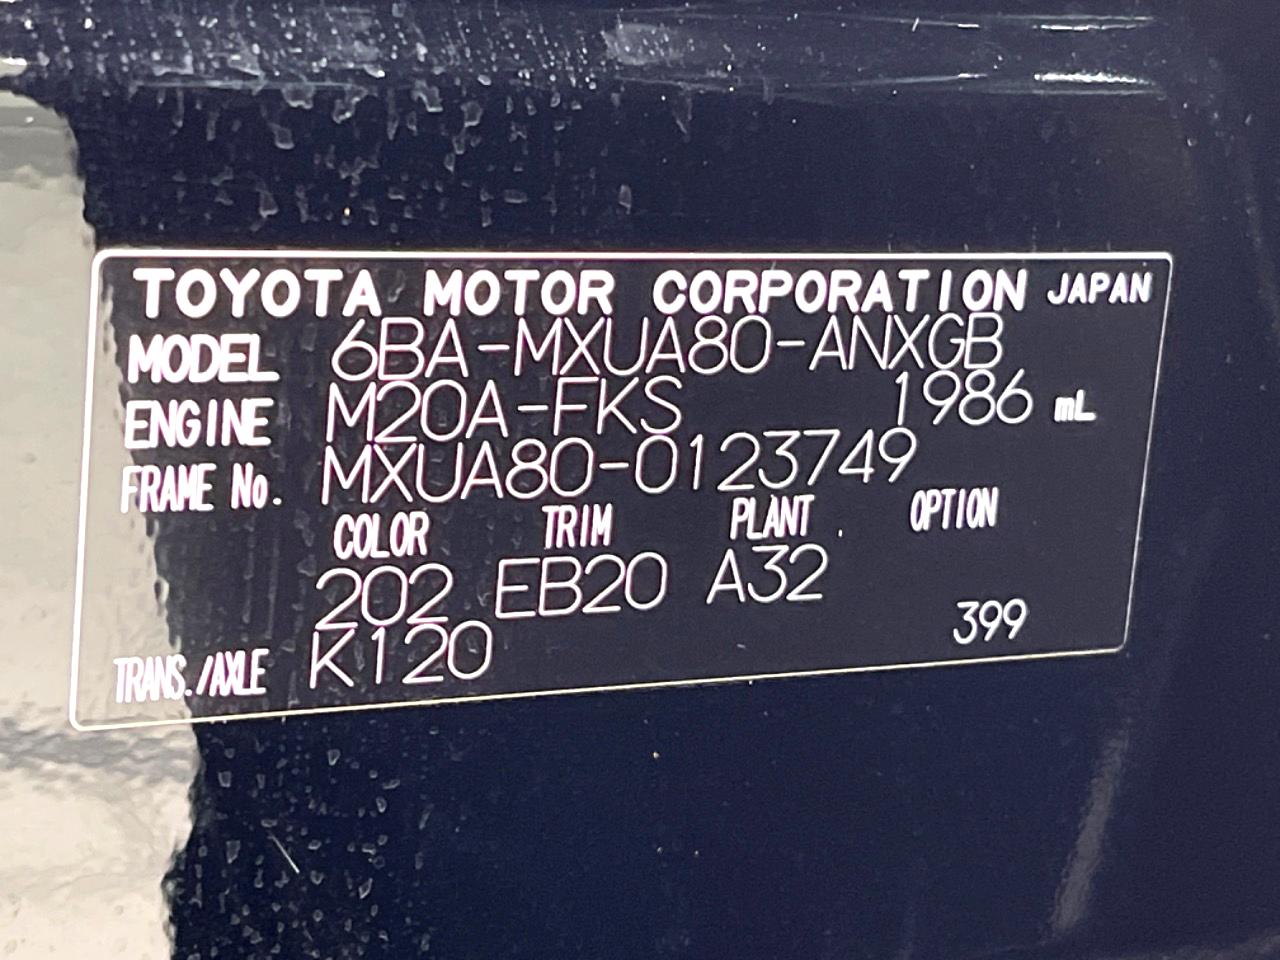 TOYOTA MOTOR CORPORATION JAPAN
MODEL 6BA-MXUA80-ANXGB
ENGINE M20A-FKS 1986 mL
FRAME No. MXUA80-0123749
COLOR TRIM PLANT OPTION
202 EB20 A32
TRANS./AXLE K120 399